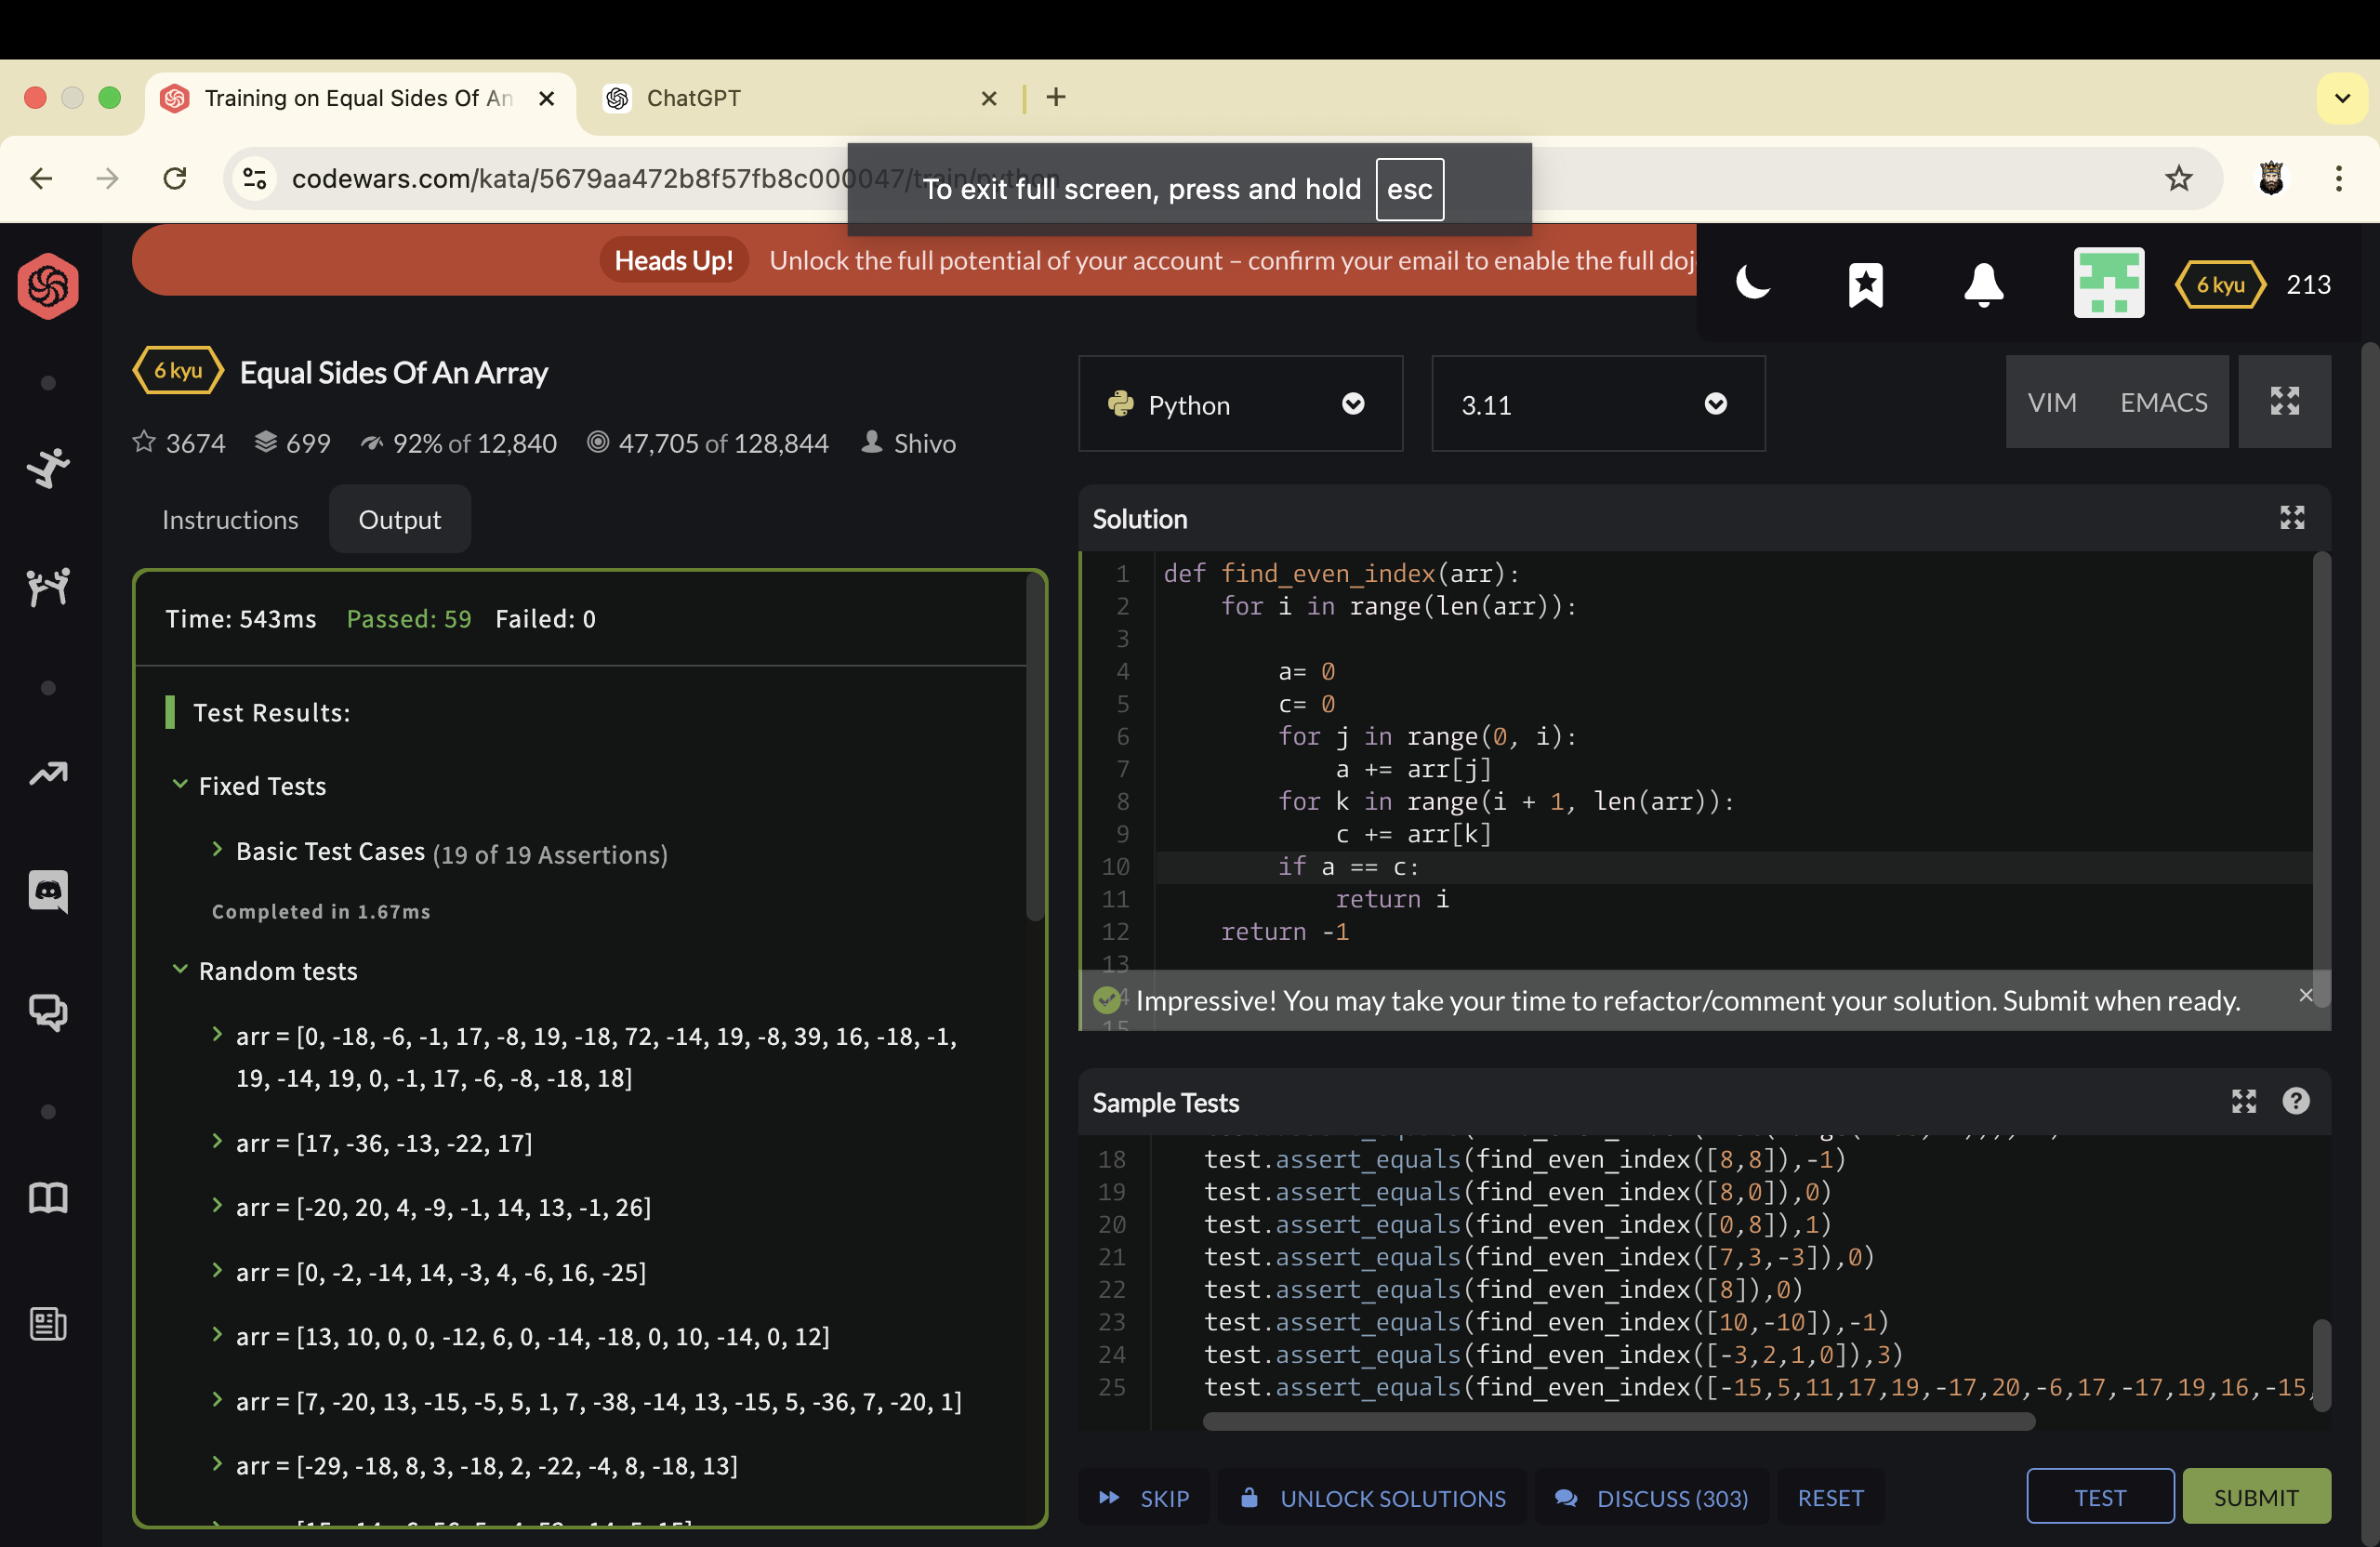 Training on Equal Sides Of An
ChatGPT
codewars.com/kata/5679aa472b8f57fb8c000047/train/python
To exit full screen, press and hold esc
Heads Up! Unlock the full potential of your account – confirm your email to enable the full doj
6 kyu 213
6 kyu Equal Sides Of An Array
3674 699 92% of 12,840 47,705 of 128,844 Shivo
Instructions Output
Time: 543ms Passed: 59 Failed: 0
Test Results:
Fixed Tests
Basic Test Cases (19 of 19 Assertions)
Completed in 1.67ms
Random tests
arr = [0, -18, -6, -1, 17, -8, 19, -18, 72, -14, 19, -8, 39, 16, -18, -1,
19, -14, 19, 0, -1, 17, -6, -8, -18, 18]
arr = [17, -36, -13, -22, 17]
arr = [-20, 20, 4, -9, -1, 14, 13, -1, 26]
arr = [0, -2, -14, 14, -3, 4, -6, 16, -25]
arr = [13, 10, 0, 0, -12, 6, 0, -14, -18, 0, 10, -14, 0, 12]
arr = [7, -20, 13, -15, -5, 5, 1, 7, -38, -14, 13, -15, 5, -36, 7, -20, 1]
arr = [-29, -18, 8, 3, -18, 2, -22, -4, 8, -18, 13]
Python
3.11
VIM EMACS
Solution
1 def find_even_index(arr):
2     for i in range(len(arr)):
3
4         a= 0
5         c= 0
6         for j in range(0, i):
7             a += arr[j]
8         for k in range(i + 1, len(arr)):
9             c += arr[k]
10         if a == c:
11             return i
12     return -1
13
Impressive! You may take your time to refactor/comment your solution. Submit when ready.
15
Sample Tests
18 test.assert_equals(find_even_index([8,8]),-1)
19 test.assert_equals(find_even_index([8,0]),0)
20 test.assert_equals(find_even_index([0,8]),1)
21 test.assert_equals(find_even_index([7,3,-3]),0)
22 test.assert_equals(find_even_index([8]),0)
23 test.assert_equals(find_even_index([10,-10]),-1)
24 test.assert_equals(find_even_index([-3,2,1,0]),3)
25 test.assert_equals(find_even_index([-15,5,11,17,19,-17,20,-6,17,-17,19,16,-15,
SKIP UNLOCK SOLUTIONS DISCUSS (303) RESET TEST SUBMIT